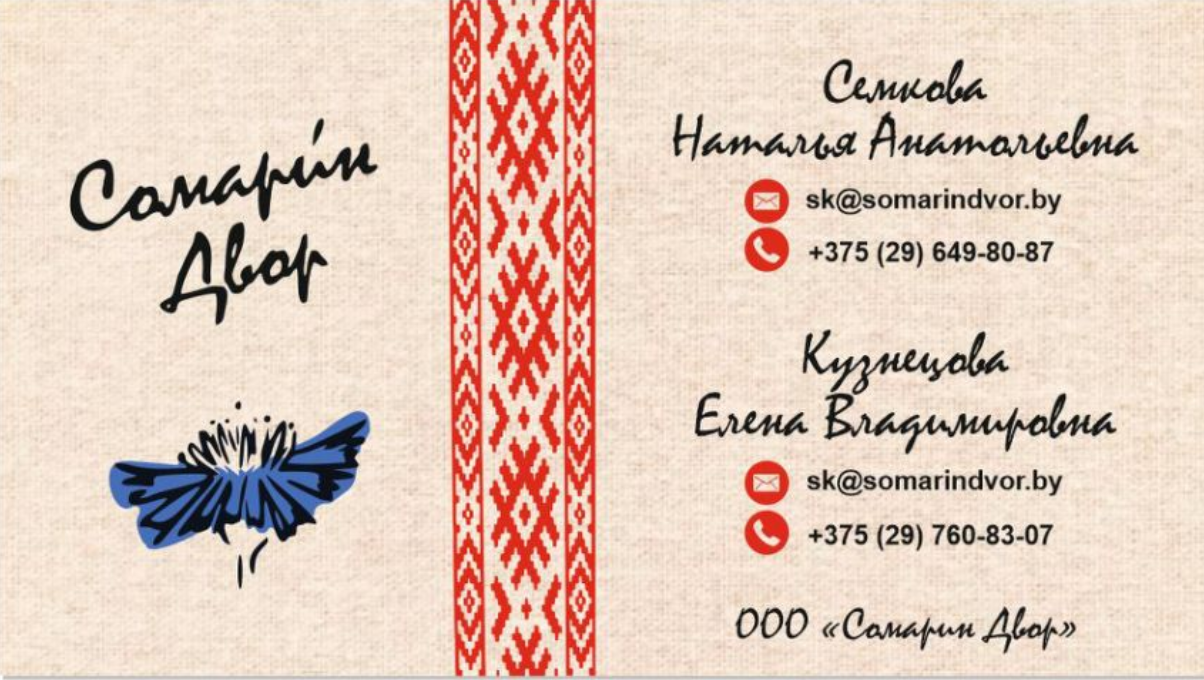 Сомари́н
Двор
Семкова
Наталья Анатольевна
sk@somarindvor.by
+375 (29) 649-80-87
Кузнецова
Елена Владимировна
sk@somarindvor.by
+375 (29) 760-83-07
ООО «Сомарин Двор»